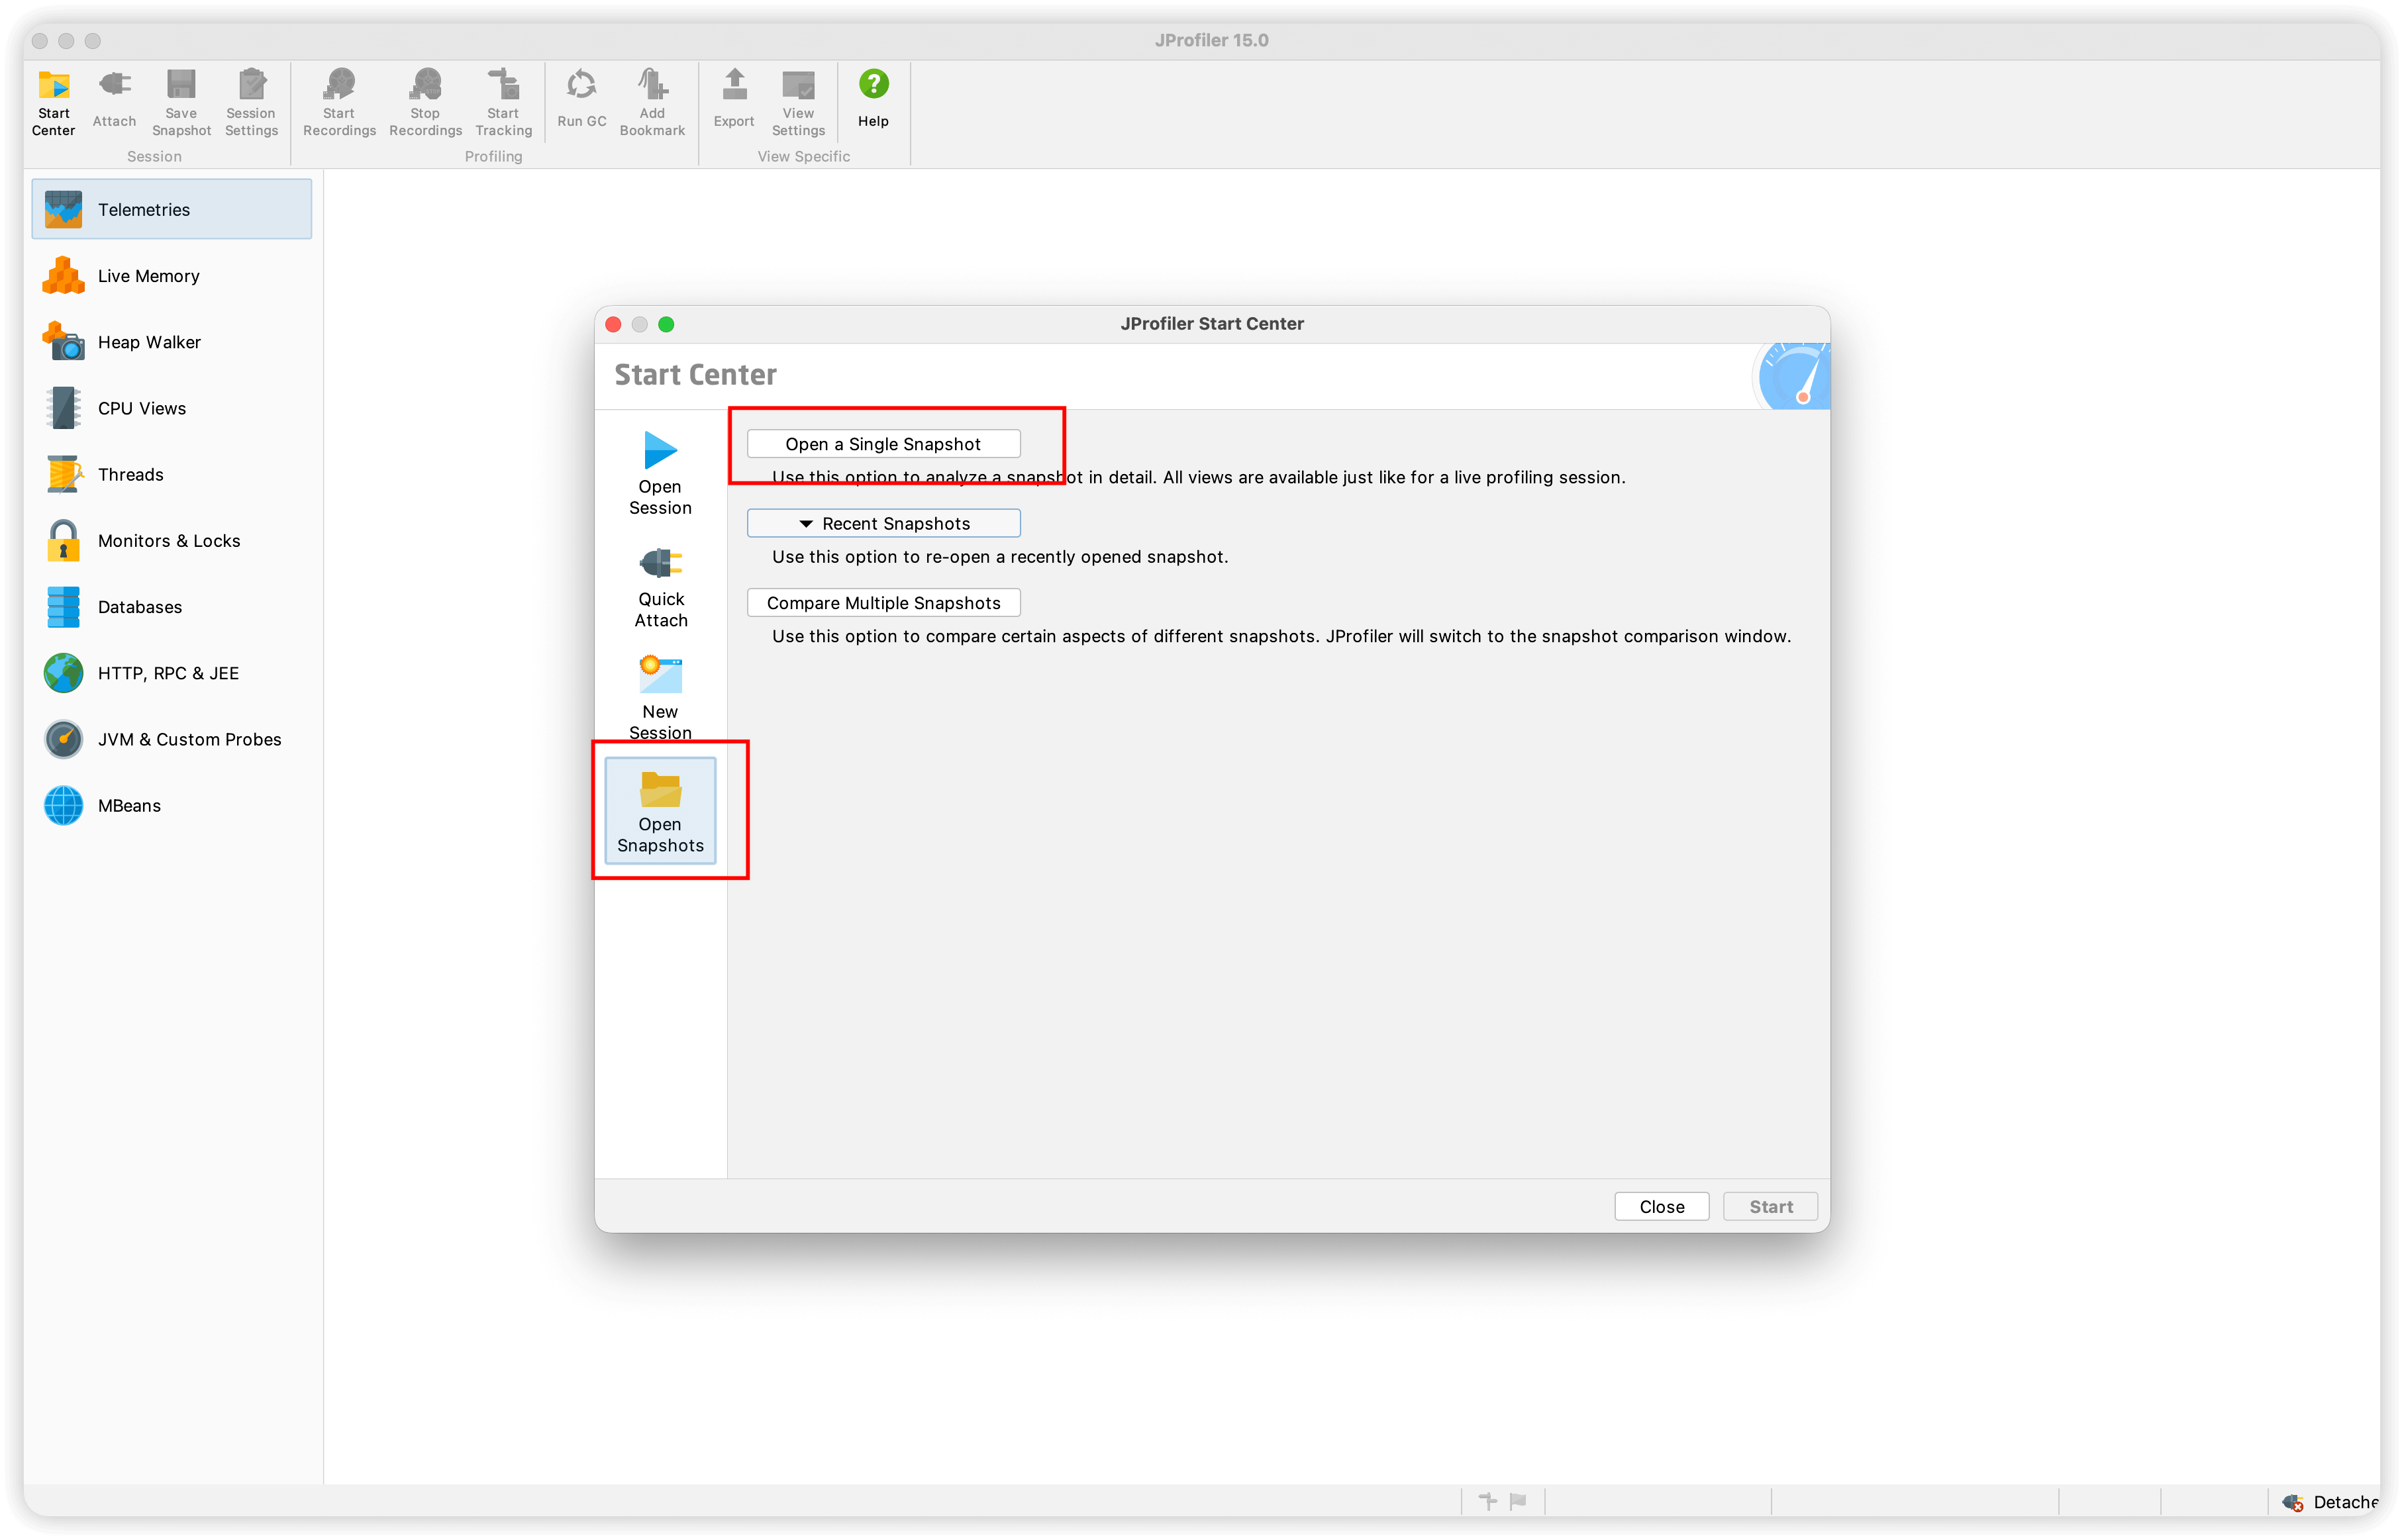 JProfiler 15.0
Start Center
Attach
Save Snapshot
Session Settings
Start Recordings
Stop Recordings
Start Tracking
Run GC
Add Bookmark
Export
View Settings
Help
Session
Profiling
View Specific
Telemetries
Live Memory
Heap Walker
CPU Views
Threads
Monitors & Locks
Databases
HTTP, RPC & JEE
JVM & Custom Probes
MBeans
JProfiler Start Center
Start Center
Open
Session
Quick
Attach
New
Session
Open
Snapshots
Open a Single Snapshot
Use this option to analyze a snapshot in detail. All views are available just like for a live profiling session.
Recent Snapshots
Use this option to re-open a recently opened snapshot.
Compare Multiple Snapshots
Use this option to compare certain aspects of different snapshots. JProfiler will switch to the snapshot comparison window.
Close
Start
Detache